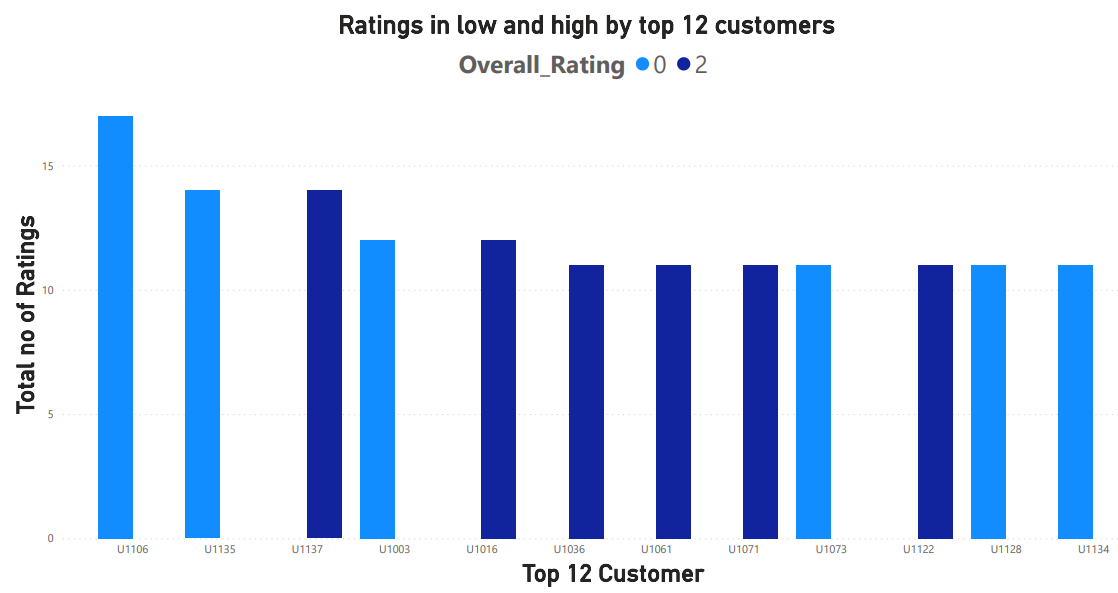 Ratings in low and high by top 12 customers
Overall_Rating 0 2
Total no of Ratings
15
10
5
0
U1106 U1135 U1137 U1003 U1016 U1036 U1061 U1071 U1073 U1122 U1128 U1134
Top 12 Customer